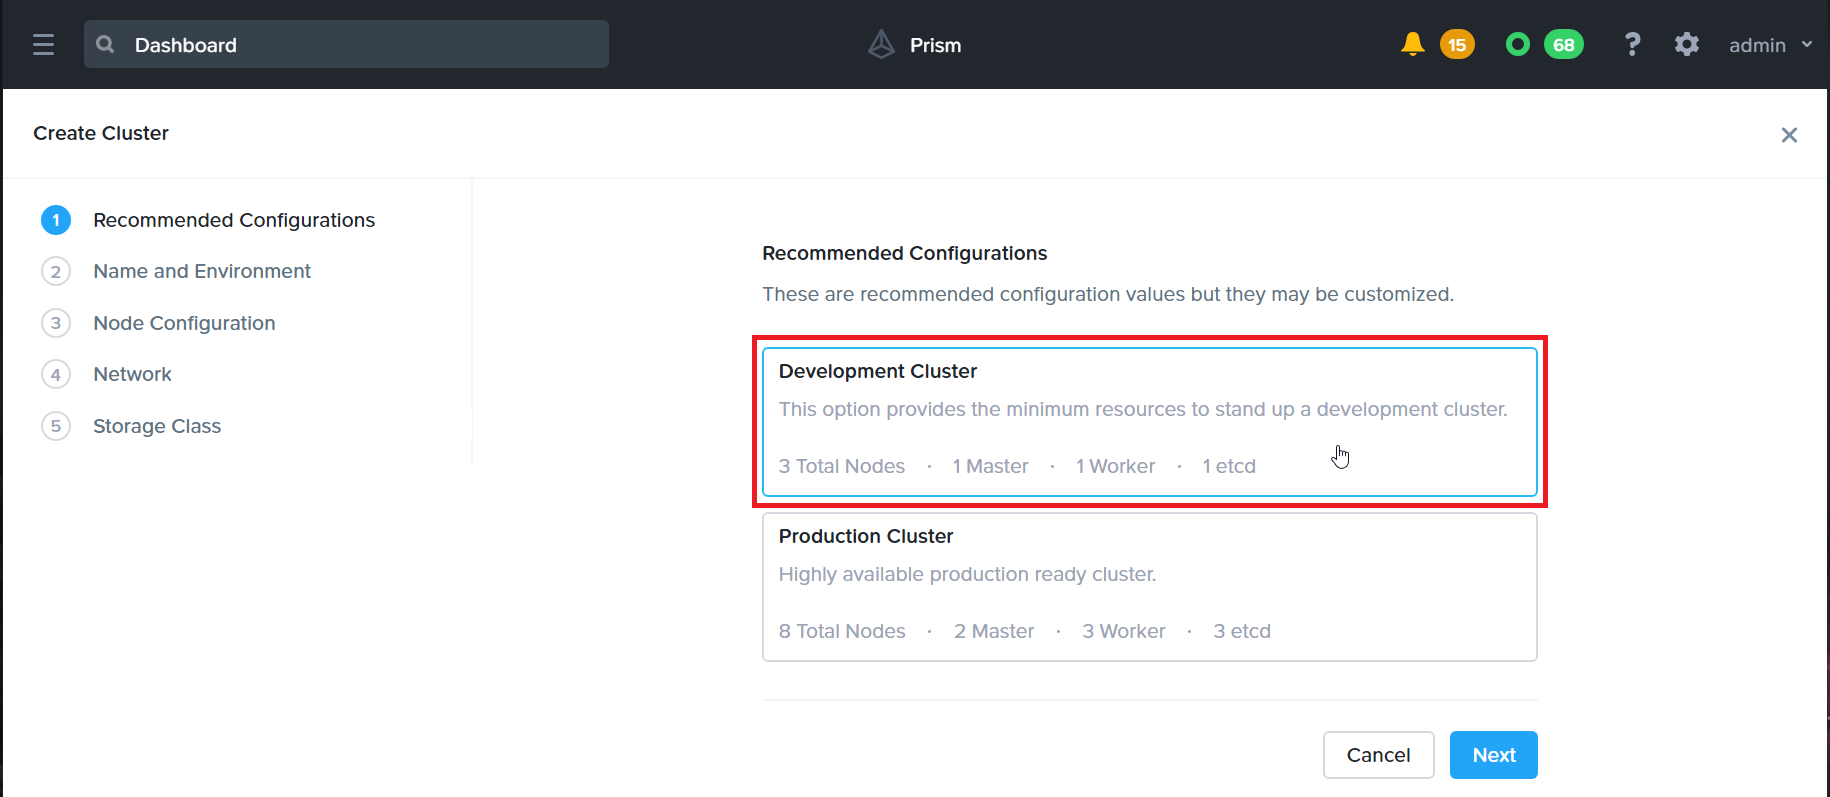 Dashboard
Prism
15
68
?
admin
Create Cluster
1 Recommended Configurations
2 Name and Environment
3 Node Configuration
4 Network
5 Storage Class
Recommended Configurations
These are recommended configuration values but they may be customized.
Development Cluster
This option provides the minimum resources to stand up a development cluster.
3 Total Nodes · 1 Master · 1 Worker · 1 etcd
Production Cluster
Highly available production ready cluster.
8 Total Nodes · 2 Master · 3 Worker · 3 etcd
Cancel
Next